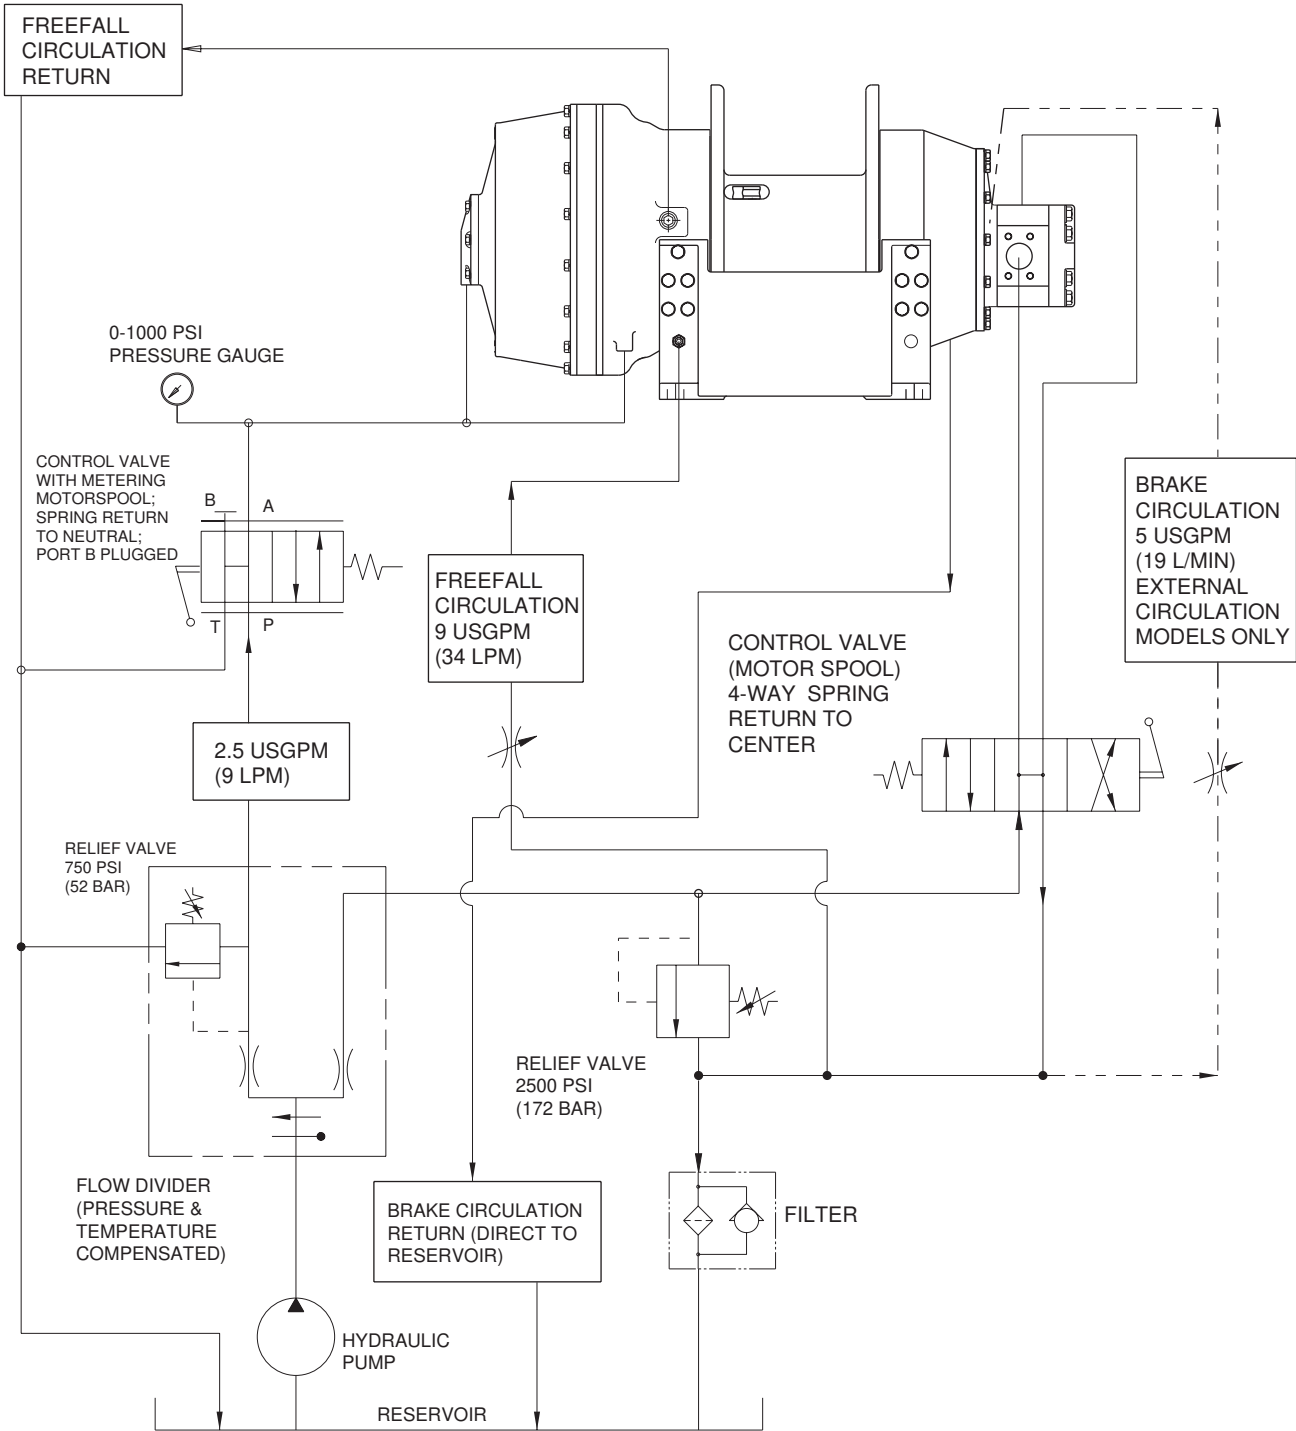 FREEFALL
CIRCULATION
RETURN
0-1000 PSI
PRESSURE GAUGE
CONTROL VALVE
WITH METERING
MOTORSPOOL;
SPRING RETURN
TO NEUTRAL;
PORT B PLUGGED
B
A
T
P
FREEFALL
CIRCULATION
9 USGPM
(34 LPM)
BRAKE
CIRCULATION
5 USGPM
(19 L/MIN)
EXTERNAL
CIRCULATION
MODELS ONLY
CONTROL VALVE
(MOTOR SPOOL)
4-WAY SPRING
RETURN TO
CENTER
2.5 USGPM
(9 LPM)
RELIEF VALVE
750 PSI
(52 BAR)
RELIEF VALVE
2500 PSI
(172 BAR)
FLOW DIVIDER
(PRESSURE &
TEMPERATURE
COMPENSATED)
BRAKE CIRCULATION
RETURN (DIRECT TO
RESERVOIR)
FILTER
HYDRAULIC
PUMP
RESERVOIR